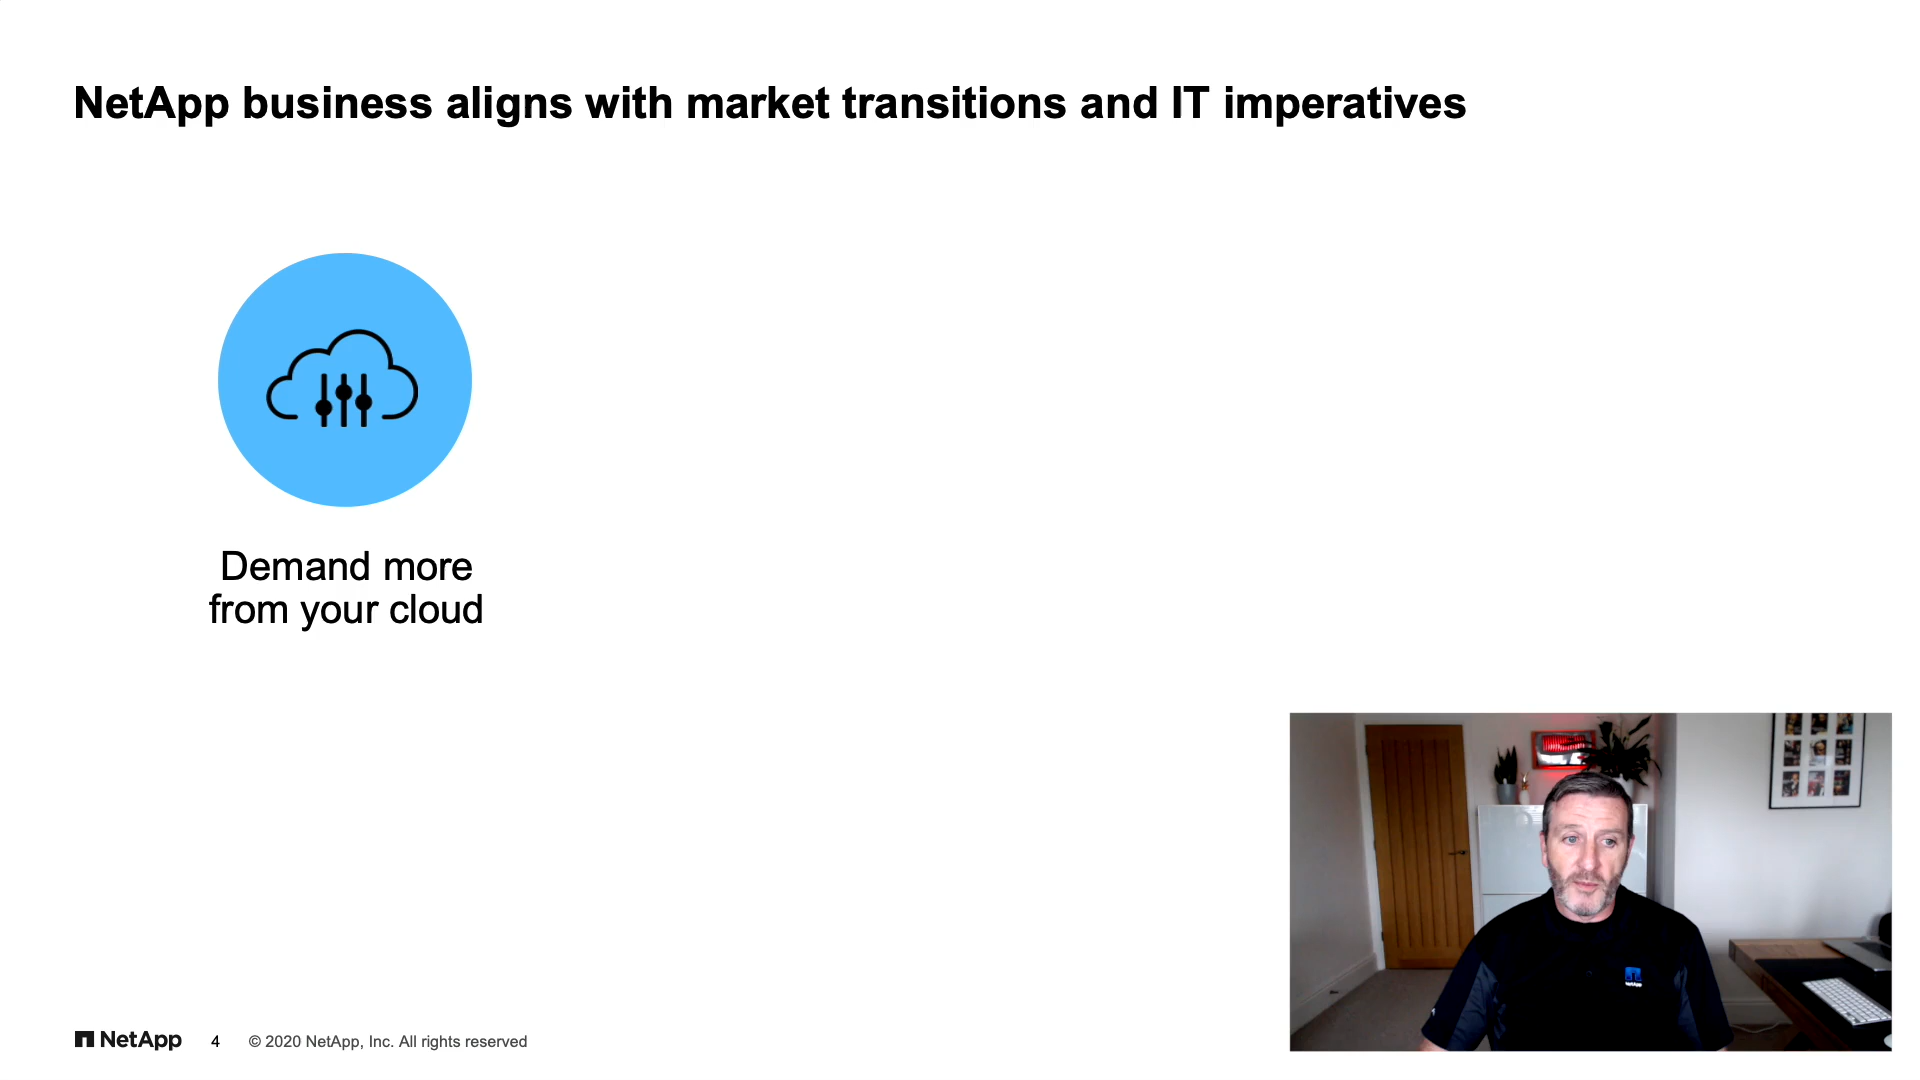 NetApp business aligns with market transitions and IT imperatives
Demand more
from your cloud
NetApp
NetApp 4 © 2020 NetApp, Inc. All rights reserved